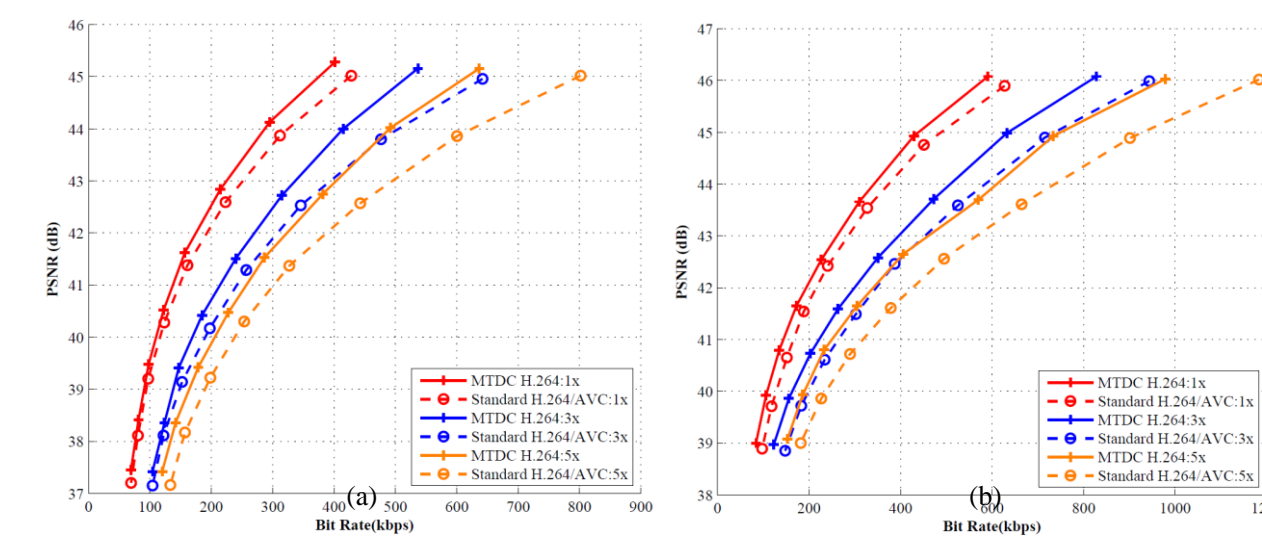 46
45
44
43
42
41
40
39
38
37
PSNR (dB)
0 100 200 300 400 500 600 700 800 900
Bit Rate(kbps)
(a)
MTDC H.264:1x
Standard H.264/AVC:1x
MTDC H.264:3x
Standard H.264/AVC:3x
MTDC H.264:5x
Standard H.264/AVC:5x
47
46
45
44
43
42
41
40
39
38
PSNR (dB)
0 200 400 600 800 1000
Bit Rate(kbps)
(b)
MTDC H.264:1x
Standard H.264/AVC:1x
MTDC H.264:3x
Standard H.264/AVC:3x
MTDC H.264:5x
Standard H.264/AVC:5x